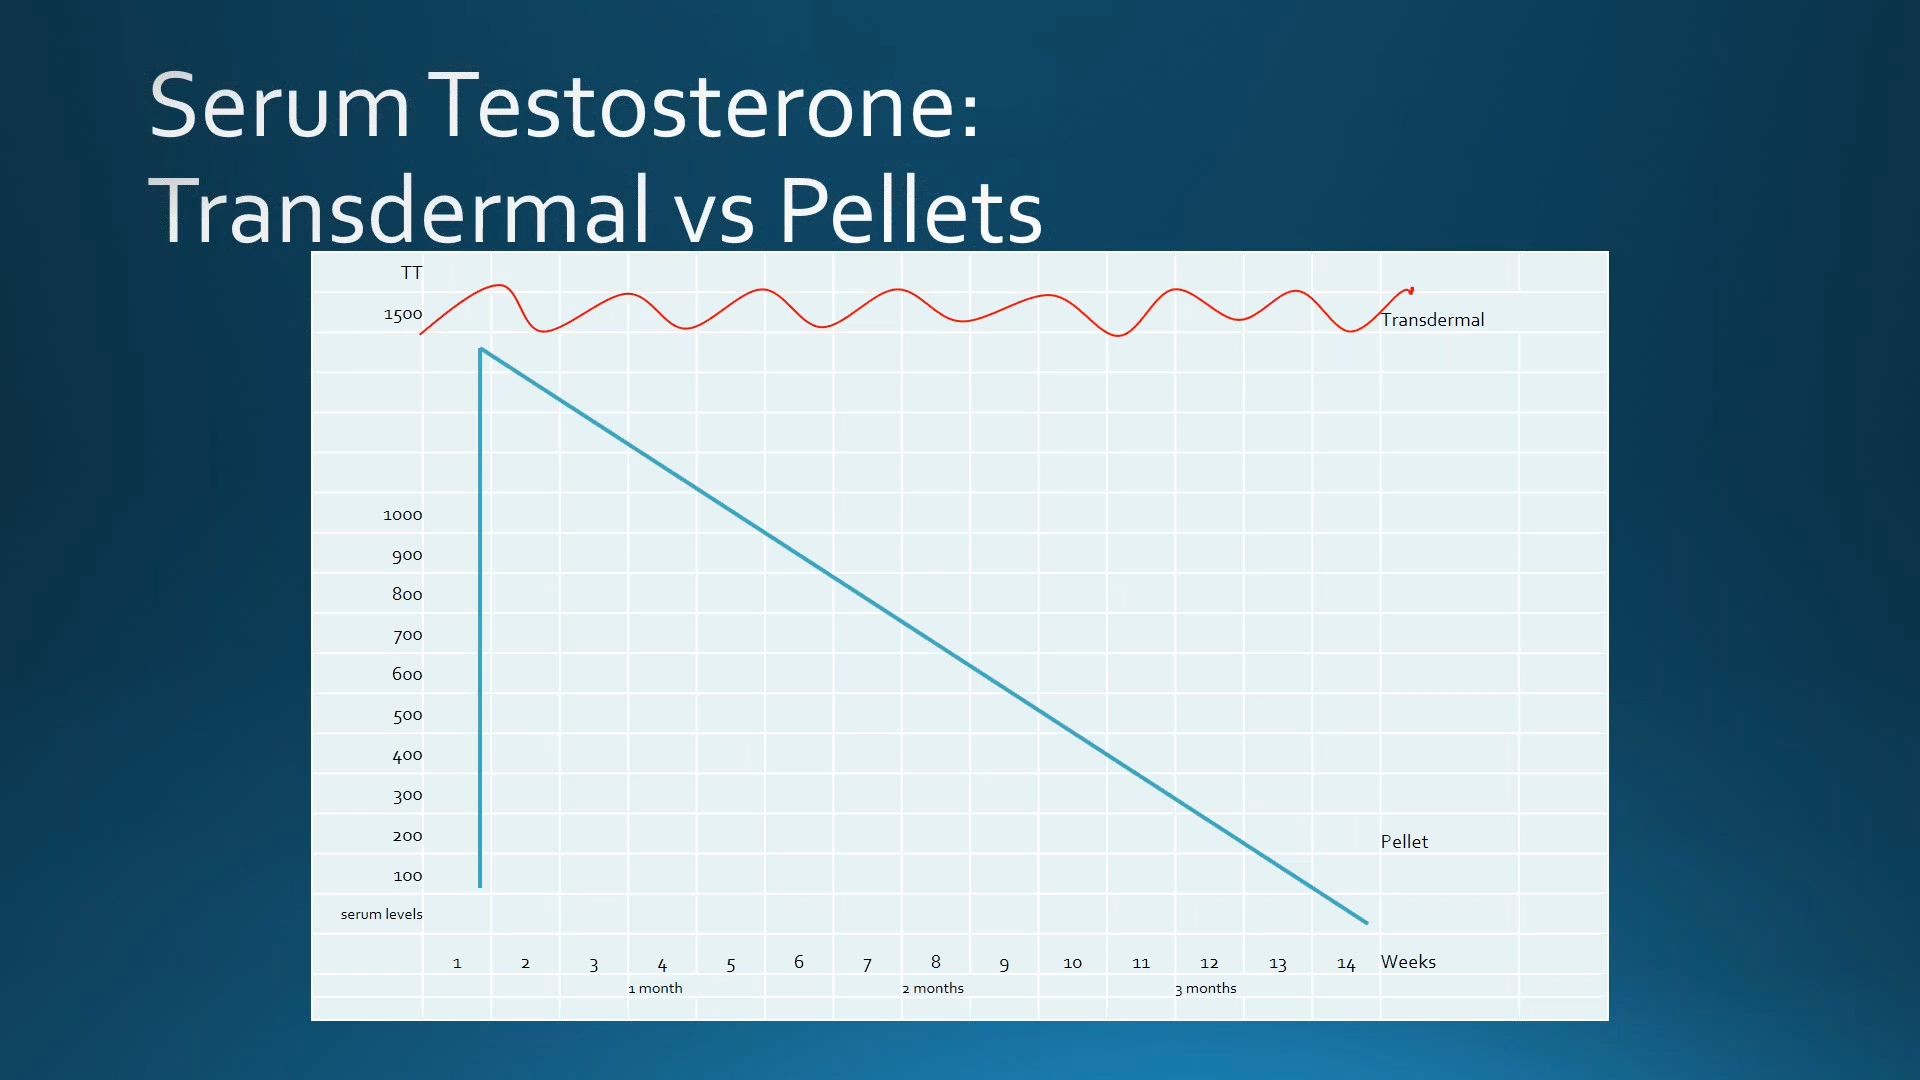 Serum Testosterone:
Transdermal vs Pellets
TT
1500
Transdermal
1000
900
800
700
600
500
400
300
200
Pellet
100
serum levels
1 2 3 4 5 6 7 8 9 10 11 12 13 14 Weeks
1 month 2 months 3 months